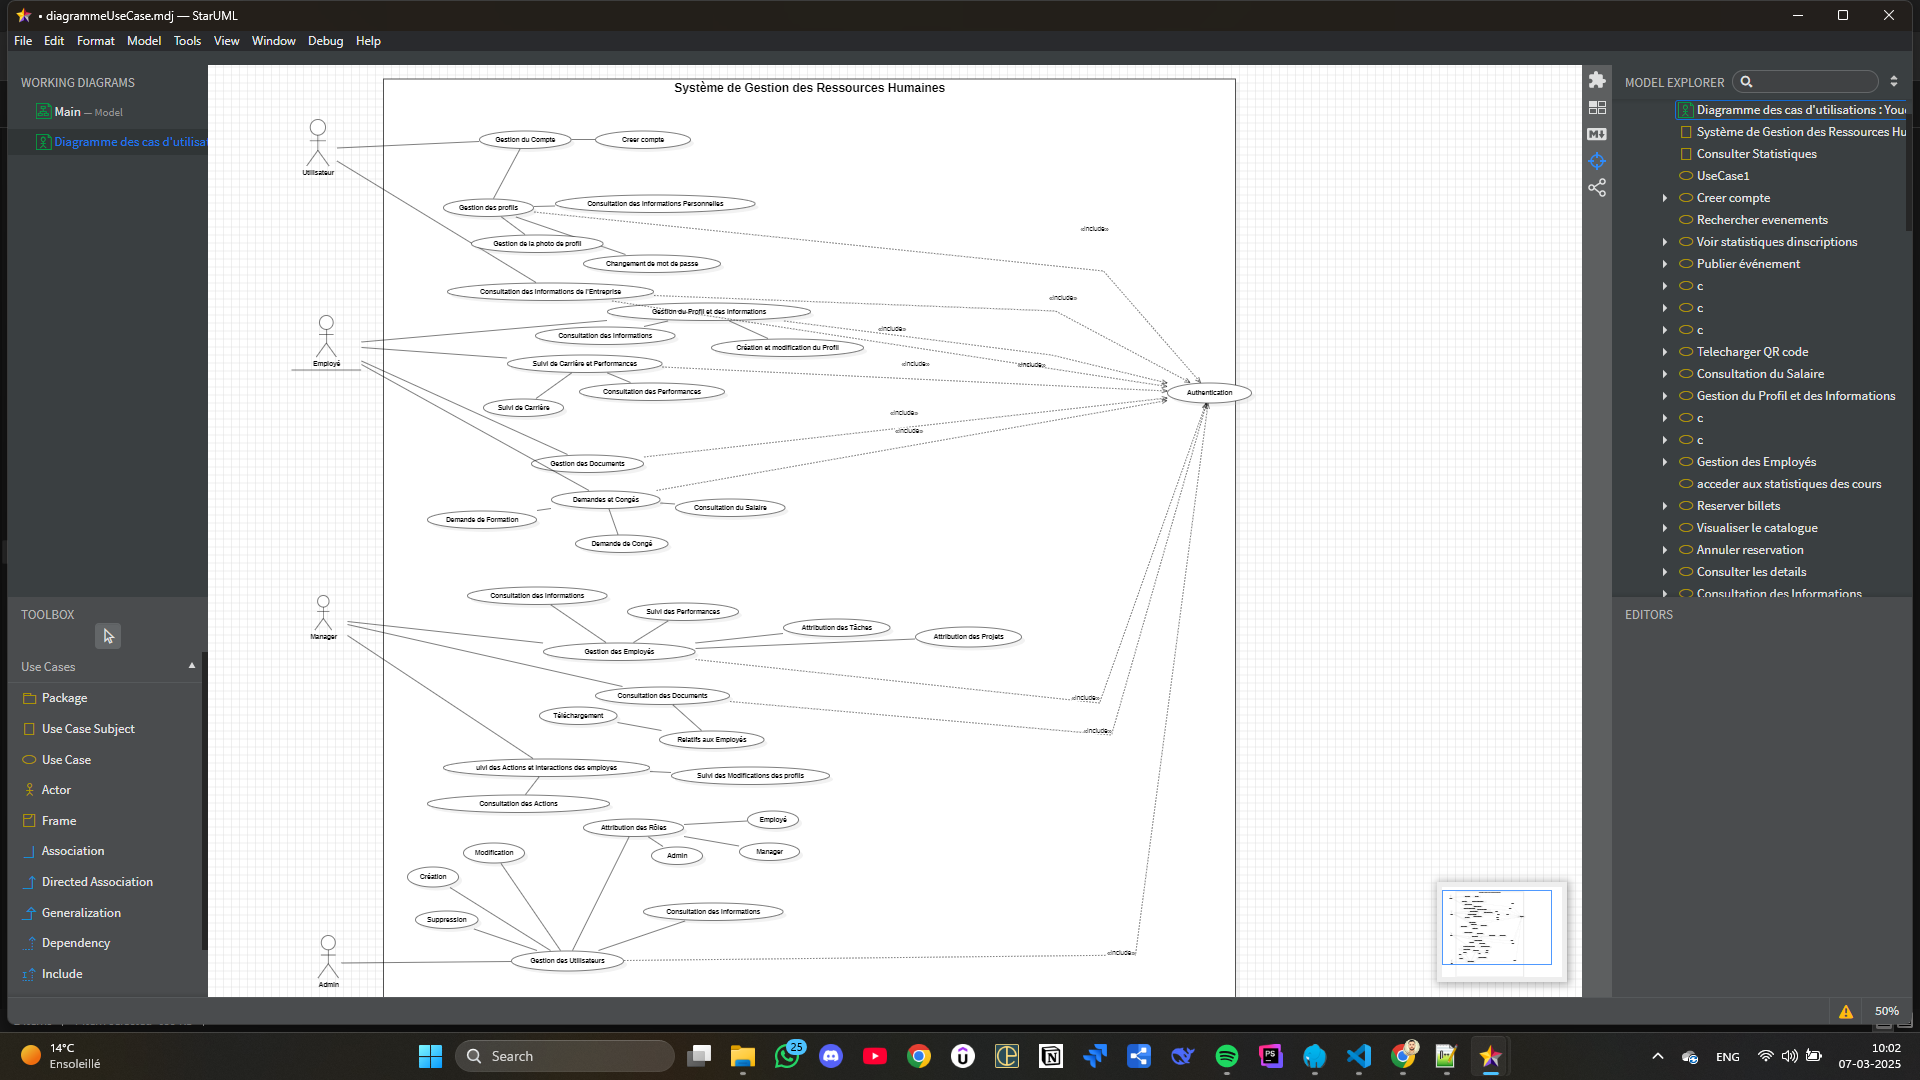 • diagrammeUseCase.mdj — StarUML
File Edit Format Model Tools View Window Debug Help
WORKING DIAGRAMS
Main — Model
Diagramme des cas d'utilisat
TOOLBOX
Use Cases
Package
Use Case Subject
Use Case
Actor
Frame
Association
Directed Association
Generalization
Dependency
Include
Système de Gestion des Ressources Humaines
Utilisateur
Gestion du Compte
Creer compte
Gestion des profils
Consultation des Informations Personnelles
«include»
Gestion de la photo de profil
Changement de mot de passe
Consultation des Informations de l'Entreprise
«include»
Gestion du Profil et des Informations
«include»
Consultation des Informations
Création et modification du Profil
Employé
Suivi de Carrière et Performances
«include»
«include»
Consultation des Performances
Authentication
Suivi de Carrière
«include»
«include»
Gestion des Documents
Demandes et Congés
Consultation du Salaire
Demande de Formation
Demande de Congé
Consultation des Informations
Suivi des Performances
Manager
Attribution des Tâches
Attribution des Projets
Gestion des Employés
Consultation des Documents
«include»
Téléchargement
«include»
Relatifs aux Employés
uivi des Actions et Interactions des employes
Suivi des Modifications des profils
Consultation des Actions
Employé
Attribution des Rôles
Modification
Admin
Manager
Création
Suppression
Consultation des Informations
«include»
Gestion des Utilisateurs
Admin
MODEL EXPLORER
Diagramme des cas d'utilisations : You
Système de Gestion des Ressources Hu
Consulter Statistiques
UseCase1
Creer compte
Rechercher evenements
Voir statistiques dinscriptions
Publier événement
c
c
c
Telecharger QR code
Consultation du Salaire
Gestion du Profil et des Informations
c
c
Gestion des Employés
acceder aux statistiques des cours
Reserver billets
Visualiser le catalogue
Annuler reservation
Consulter les details
Consultation des Informations
EDITORS
50%
14°C
Ensoleillé
Search
25
ENG
10:02
07-03-2025